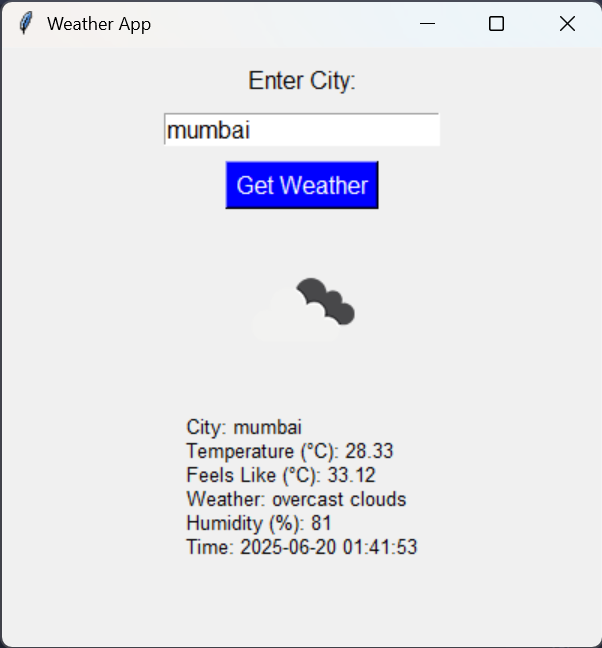 Weather App
Enter City:
mumbai
Get Weather
City: mumbai
Temperature (°C): 28.33
Feels Like (°C): 33.12
Weather: overcast clouds
Humidity (%): 81
Time: 2025-06-20 01:41:53